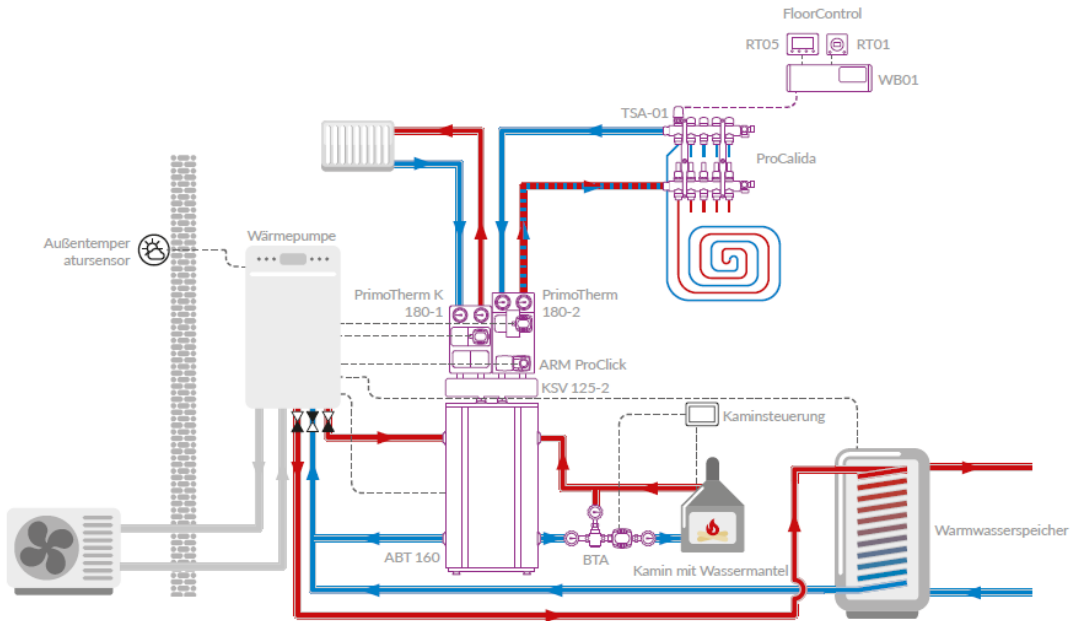 FloorControl
RT05
RT01
WB01
TSA-01
ProCalida
Außentemper
atursensor
Wärmepumpe
PrimoTherm K
180-1
PrimoTherm
180-2
ARM ProClick
KSV 125-2
Kaminsteuerung
ABT 160
BTA
Kamin mit Wassermantel
Warmwasserspeicher